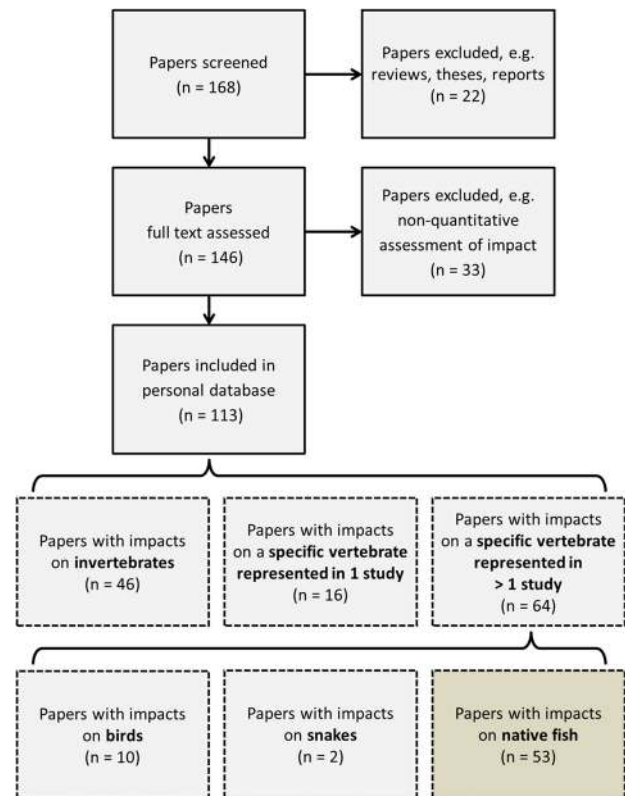 Papers screened
(n = 168)
Papers excluded, e.g.
reviews, theses, reports
(n = 22)
Papers
full text assessed
(n = 146)
Papers excluded, e.g.
non-quantitative
assessment of impact
(n = 33)
Papers included in
personal database
(n = 113)
Papers with impacts
on invertebrates
(n = 46)
Papers with impacts
on a specific vertebrate
represented in 1 study
(n = 16)
Papers with impacts
on a specific vertebrate
represented in
> 1 study
(n = 64)
Papers with impacts
on birds
(n = 10)
Papers with impacts
on snakes
(n = 2)
Papers with impacts
on native fish
(n = 53)